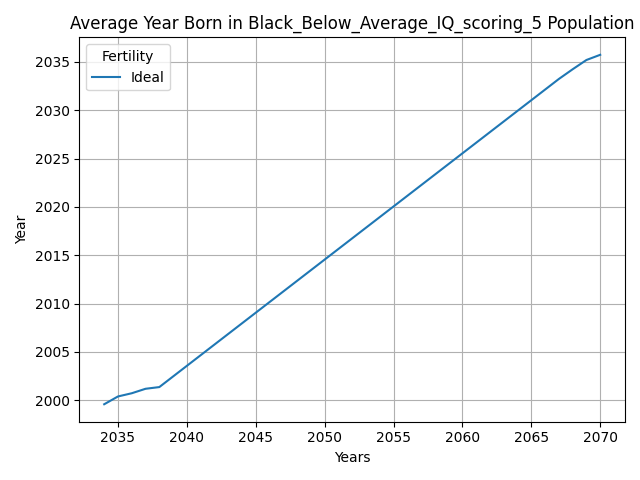 Average Year Born in Black_Below_Average_IQ_scoring_5 Population
Fertility
Ideal
Year
2035
2030
2025
2020
2015
2010
2005
2000
2035 2040 2045 2050 2055 2060 2065 2070
Years